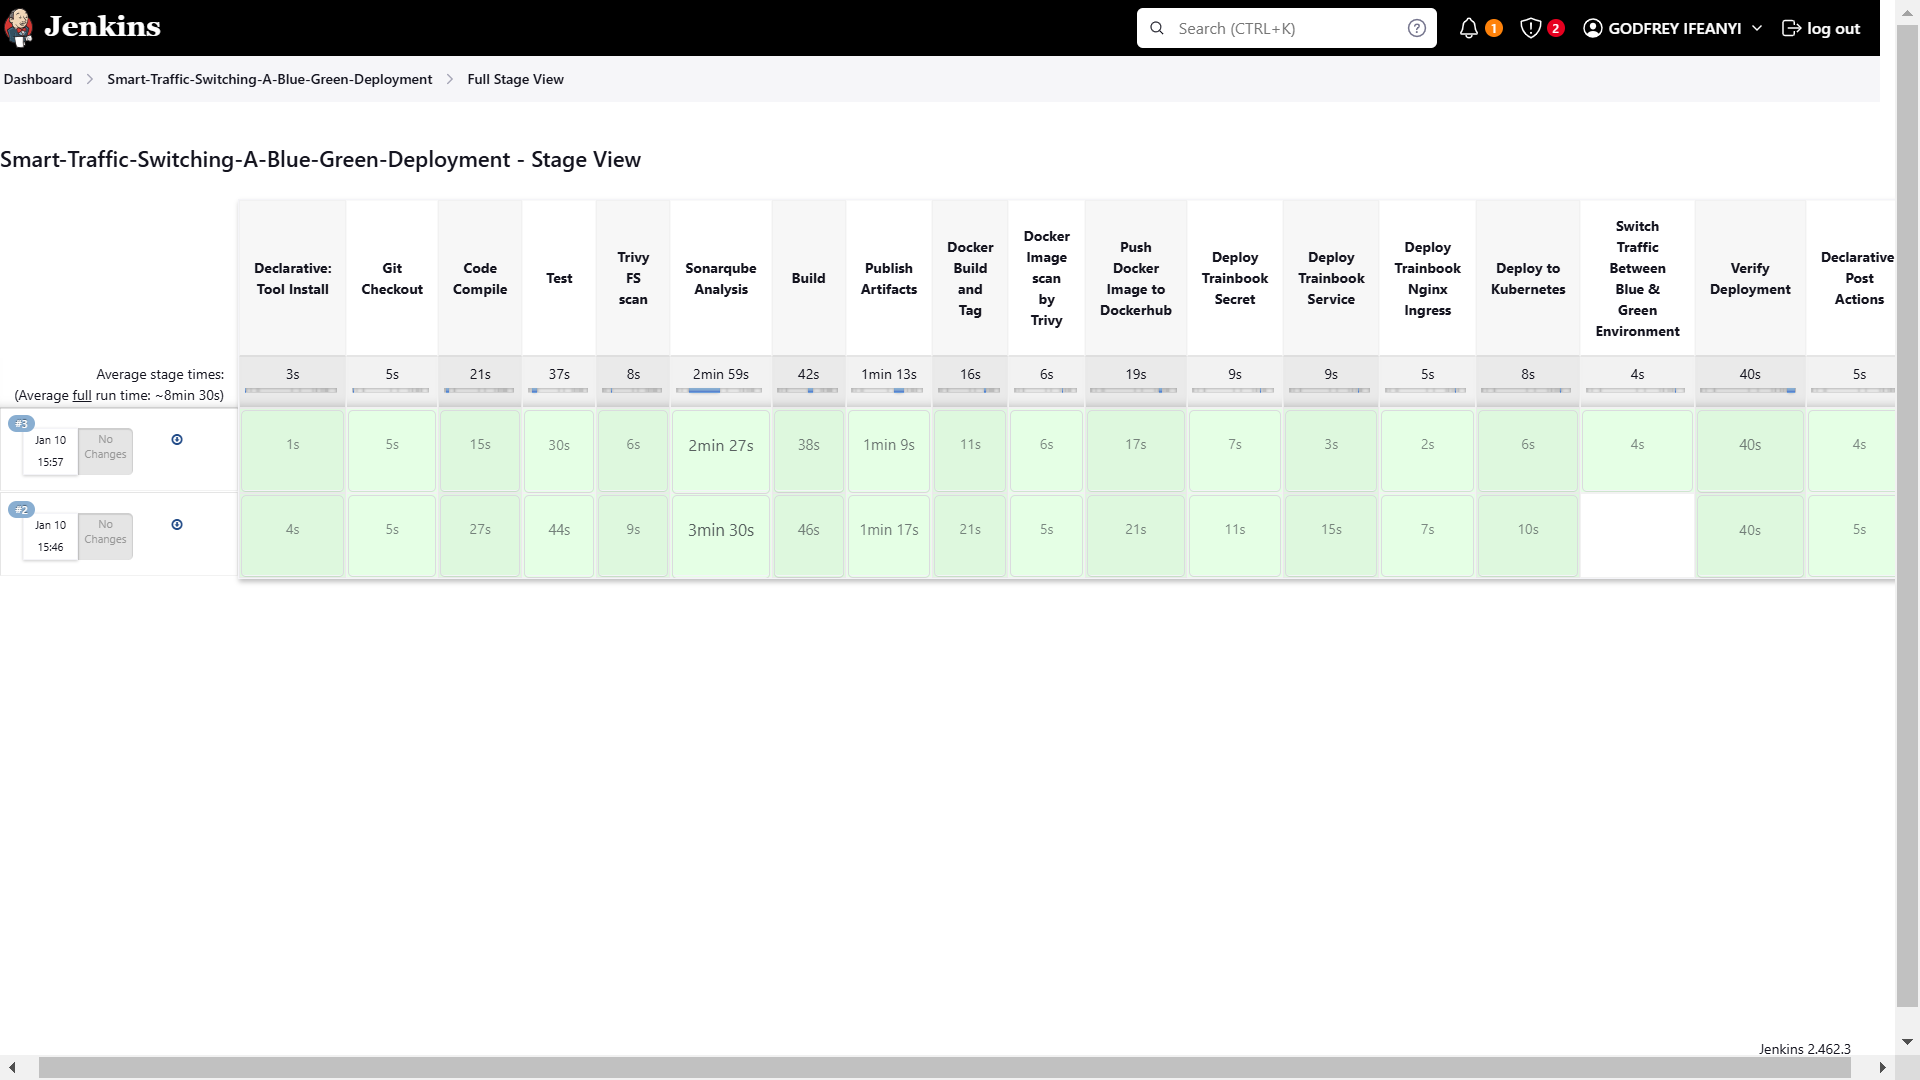 Jenkins
Search (CTRL+K)
1
2
GODFREY IFEANYI
log out
Dashboard
Smart-Traffic-Switching-A-Blue-Green-Deployment
Full Stage View
Smart-Traffic-Switching-A-Blue-Green-Deployment - Stage View
Declarative:
Tool Install
Git
Checkout
Code
Compile
Test
Trivy
FS
scan
Sonarqube
Analysis
Build
Publish
Artifacts
Docker
Build
and
Tag
Docker
Image
scan
by
Trivy
Push
Docker
Image to
Dockerhub
Deploy
Trainbook
Secret
Deploy
Trainbook
Service
Deploy
Trainbook
Nginx
Ingress
Deploy to
Kubernetes
Switch
Traffic
Between
Blue &
Green
Environment
Verify
Deployment
Declarative
Post
Actions
Average stage times:
(Average full run time: ~8min 30s)
3s
5s
21s
37s
8s
2min 59s
42s
1min 13s
16s
6s
19s
9s
9s
5s
8s
4s
40s
5s
#3
Jan 10
15:57
No
Changes
1s
5s
15s
30s
6s
2min 27s
38s
1min 9s
11s
6s
17s
7s
3s
2s
6s
4s
40s
4s
#2
Jan 10
15:46
No
Changes
4s
5s
27s
44s
9s
3min 30s
46s
1min 17s
21s
5s
21s
11s
15s
7s
10s
40s
5s
Jenkins 2.462.3